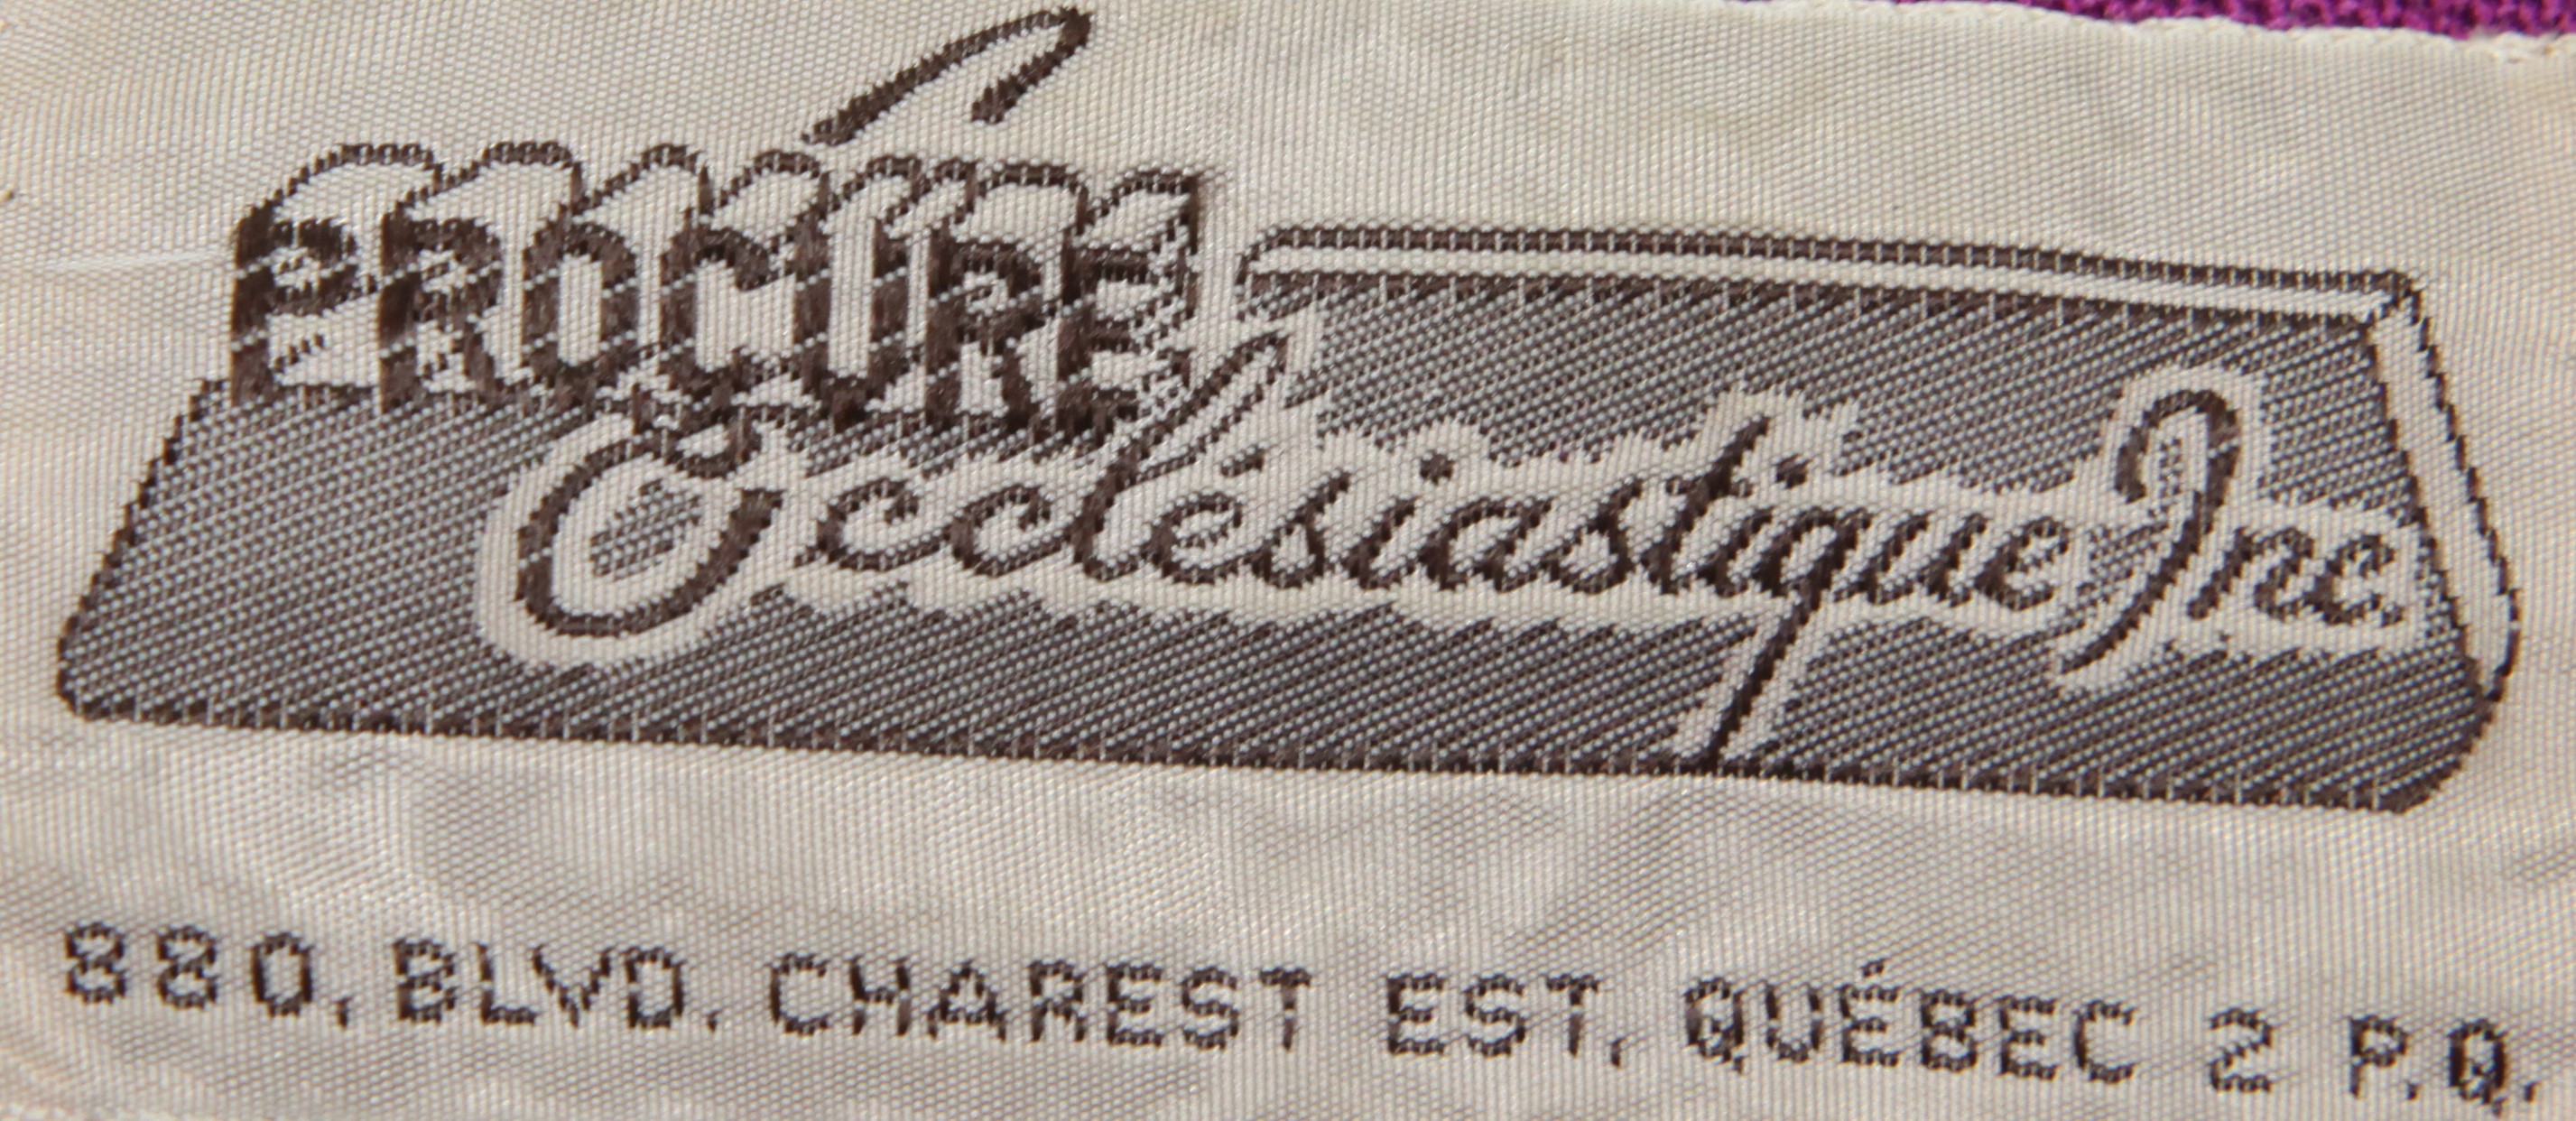 PROCURE
Ecclésiastique Inc.
880, BLVD. CHAREST EST, QUÉBEC 2 P.Q.